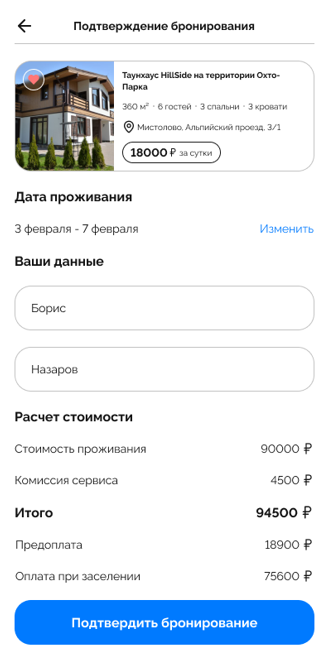 Подтверждение бронирования
Таунхаус HillSide на территории Охто-
Парка
360 м² · 6 гостей · 3 спальни · 3 кровати
Мистолово, Альпийский проезд, 3/1
18000 ₽ за сутки
Дата проживания
3 февраля - 7 февраля Изменить
Ваши данные
Борис
Назаров
Расчет стоимости
Стоимость проживания 90000 ₽
Комиссия сервиса 4500 ₽
Итого 94500 ₽
Предоплата 18900 ₽
Оплата при заселении 75600 ₽
Подтвердить бронирование